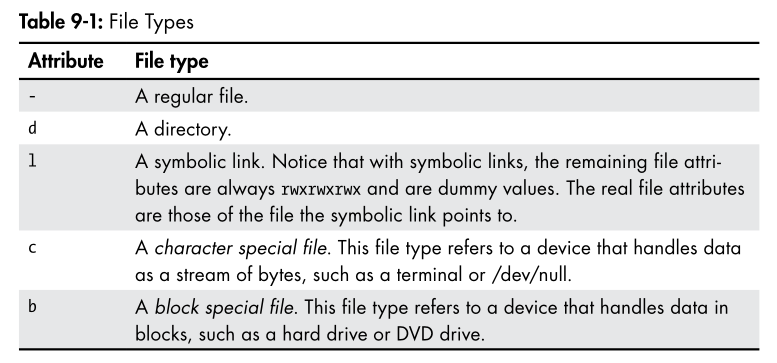 Table 9-1: File Types
Attribute File type
- A regular file.
d A directory.
l A symbolic link. Notice that with symbolic links, the remaining file attri-
butes are always rwxrwxrwx and are dummy values. The real file attributes
are those of the file the symbolic link points to.
c A character special file. This file type refers to a device that handles data
as a stream of bytes, such as a terminal or /dev/null.
b A block special file. This file type refers to a device that handles data in
blocks, such as a hard drive or DVD drive.